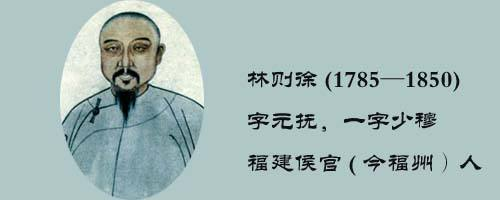 林则徐 (1785—1850)
字元抚，一字少穆
福建侯官 ( 今福州 ）人